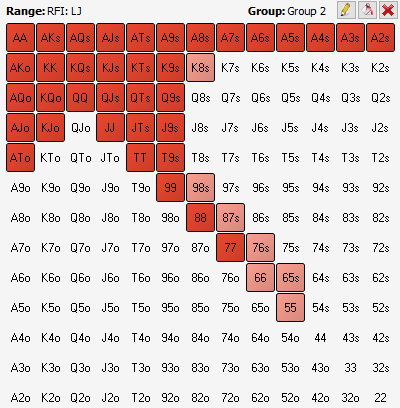 Range: RFI: LJ Group: Group 2
AA AKs AQs AJs ATs A9s A8s A7s A6s A5s A4s A3s A2s
AKo KK KQs KJs KTs K9s K8s K7s K6s K5s K4s K3s K2s
AQo KQo QQ QJs QTs Q9s Q8s Q7s Q6s Q5s Q4s Q3s Q2s
AJo KJo QJo JJ JTs J9s J8s J7s J6s J5s J4s J3s J2s
ATo KTo QTo JTo TT T9s T8s T7s T6s T5s T4s T3s T2s
A9o K9o Q9o J9o T9o 99 98s 97s 96s 95s 94s 93s 92s
A8o K8o Q8o J8o T8o 98o 88 87s 86s 85s 84s 83s 82s
A7o K7o Q7o J7o T7o 97o 87o 77 76s 75s 74s 73s 72s
A6o K6o Q6o J6o T6o 96o 86o 76o 66 65s 64s 63s 62s
A5o K5o Q5o J5o T5o 95o 85o 75o 65o 55 54s 53s 52s
A4o K4o Q4o J4o T4o 94o 84o 74o 64o 54o 44 43s 42s
A3o K3o Q3o J3o T3o 93o 83o 73o 63o 53o 43o 33 32s
A2o K2o Q2o J2o T2o 92o 82o 72o 62o 52o 42o 32o 22